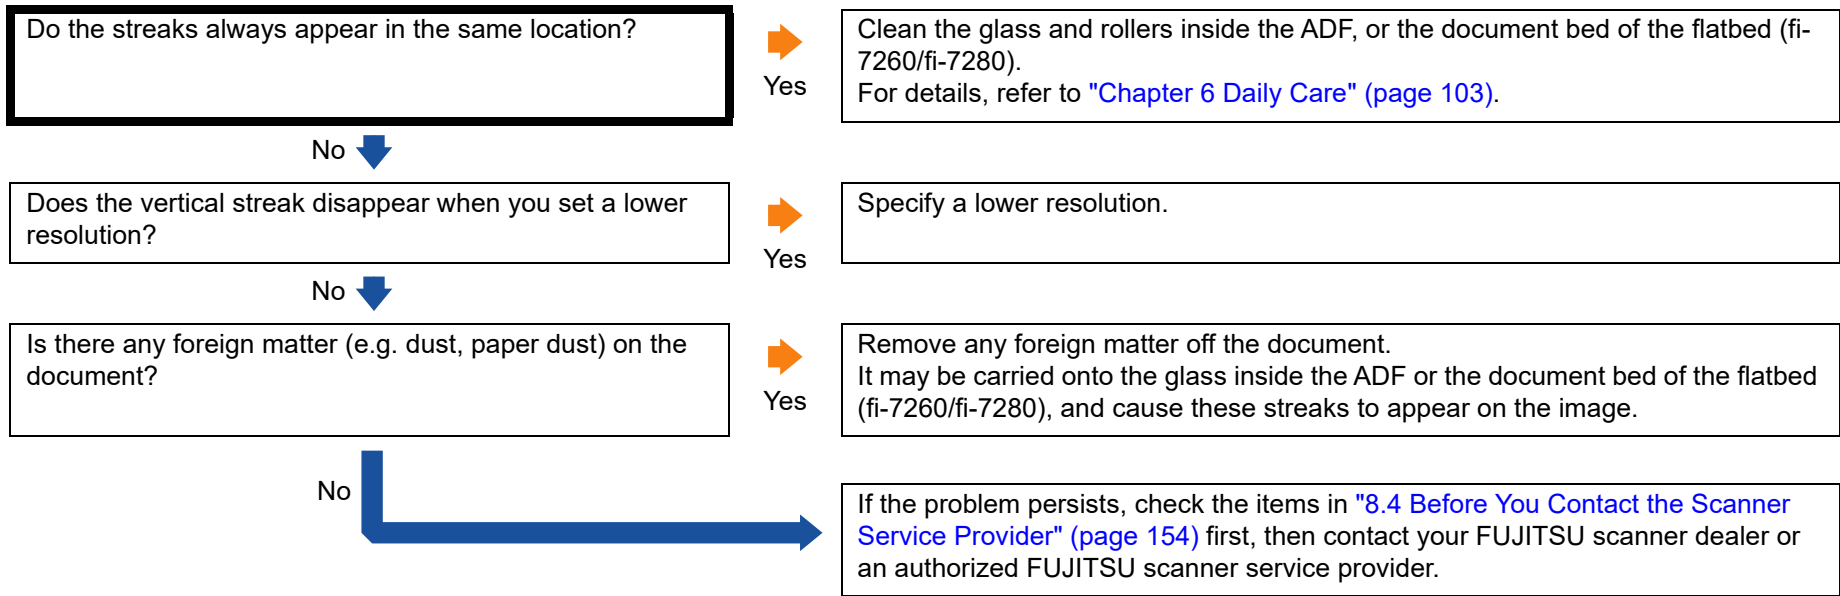 Do the streaks always appear in the same location?
Yes
Clean the glass and rollers inside the ADF, or the document bed of the flatbed (fi-
7260/fi-7280).
For details, refer to "Chapter 6 Daily Care" (page 103).
No
Does the vertical streak disappear when you set a lower
resolution?
Yes
Specify a lower resolution.
No
Is there any foreign matter (e.g. dust, paper dust) on the
document?
Yes
Remove any foreign matter off the document.
It may be carried onto the glass inside the ADF or the document bed of the flatbed
(fi-7260/fi-7280), and cause these streaks to appear on the image.
No
If the problem persists, check the items in "8.4 Before You Contact the Scanner
Service Provider" (page 154) first, then contact your FUJITSU scanner dealer or
an authorized FUJITSU scanner service provider.